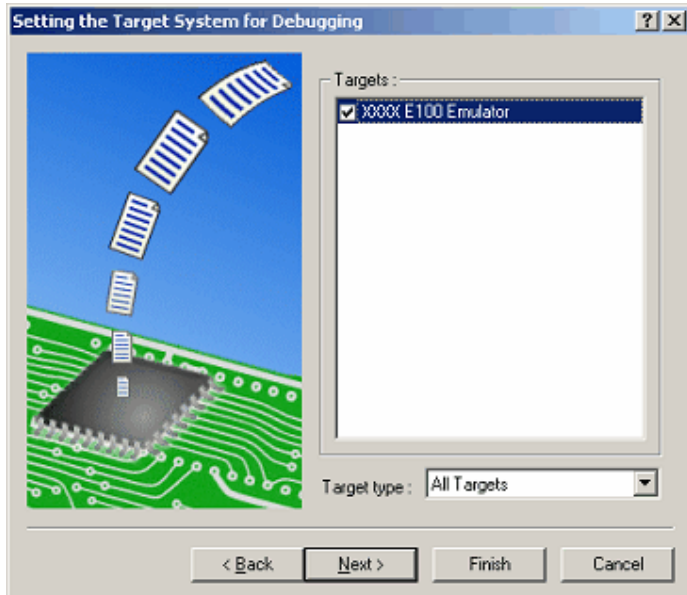 Setting the Target System for Debugging
Targets :
XXXX E100 Emulator
Target type : All Targets
< Back Next > Finish Cancel